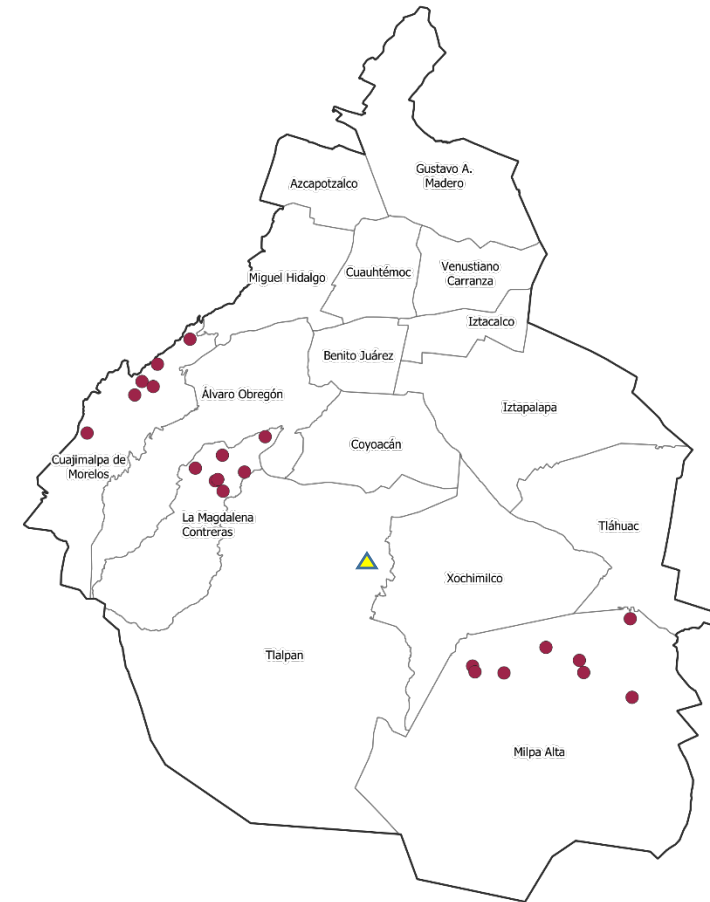 Gustavo A.
Madero
Azcapotzalco
Miguel Hidalgo
Cuauhtémoc
Venustiano
Carranza
Iztacalco
Benito Juárez
Álvaro Obregón
Iztapalapa
Coyoacán
Cuajimalpa de
Morelos
La Magdalena
Contreras
Tláhuac
Xochimilco
Tlalpan
Milpa Alta